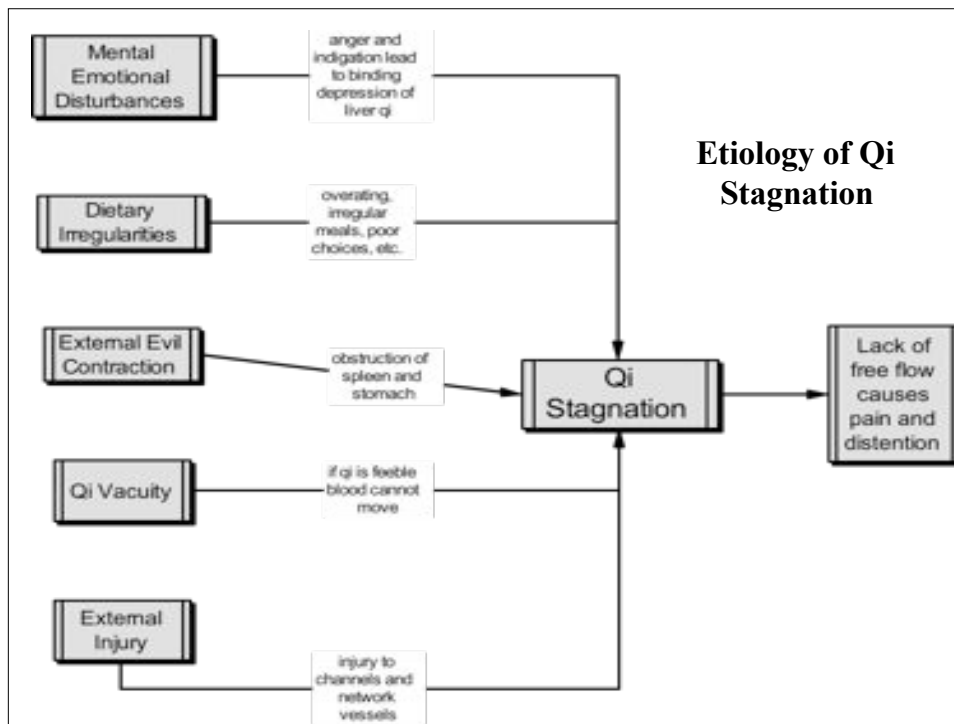 Mental
Emotional
Disturbances
anger and
indigation lead
to binding
depression of
liver qi
Etiology of Qi
Stagnation
Dietary
Irregularities
overating,
irregular
meals, poor
choices, etc.
External Evil
Contraction
obstruction of
spleen and
stomach
Qi
Stagnation
Lack of
free flow
causes
pain and
distention
Qi Vacuity
if qi is feeble
blood cannot
move
External
Injury
injury to
channels and
network
vessels